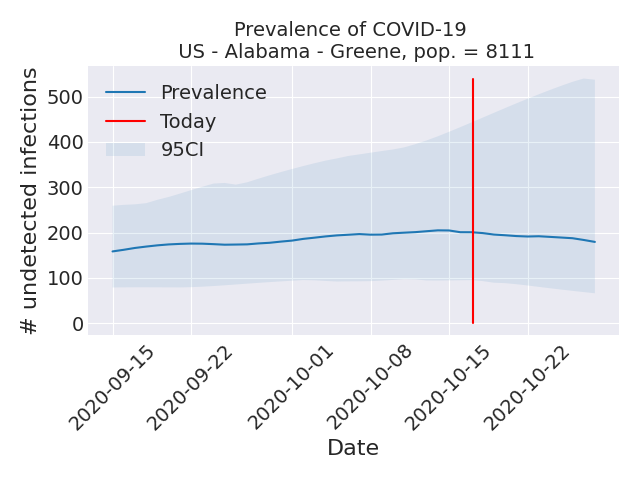 Prevalence of COVID-19
US - Alabama - Greene, pop. = 8111
# undetected infections
500
400
300
200
100
0
Prevalence
Today
95CI
2020-09-15
2020-09-22
2020-10-01
2020-10-08
2020-10-15
2020-10-22
Date